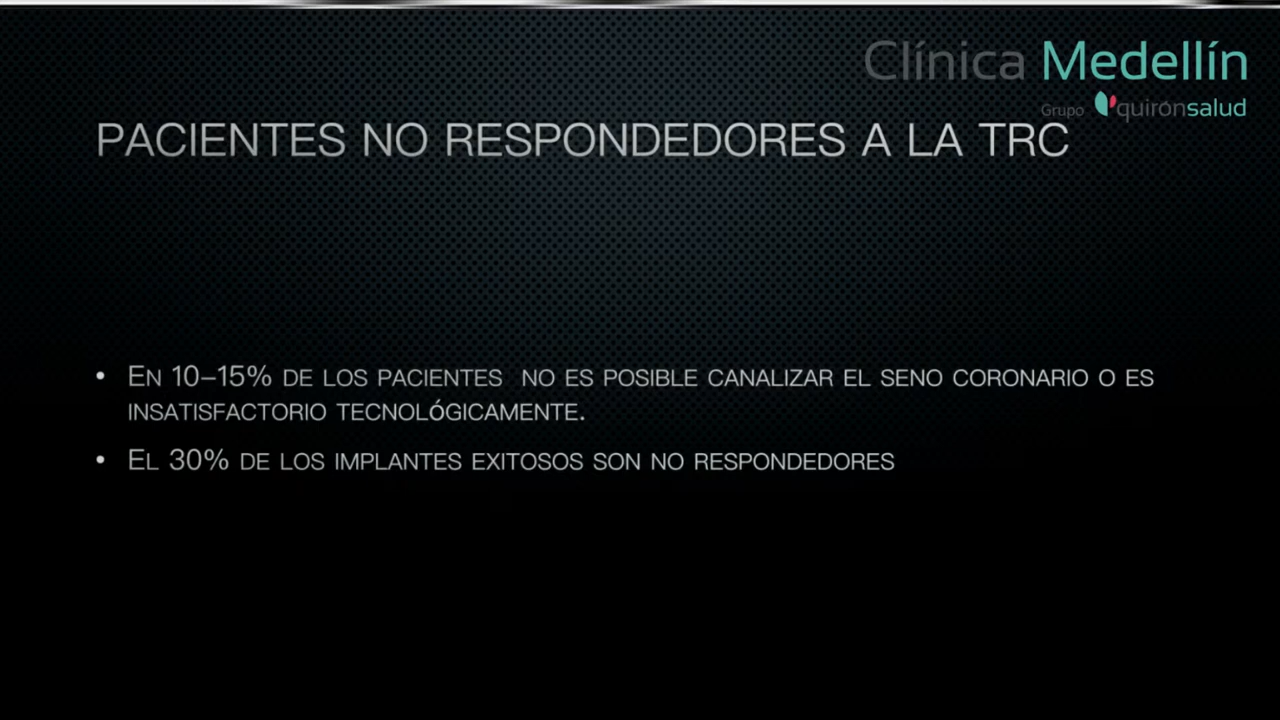 Clínica Medellín
Grupo quirónsalud
PACIENTES NO RESPONDEDORES A LA TRC
• EN 10–15% DE LOS PACIENTES NO ES POSIBLE CANALIZAR EL SENO CORONARIO O ES
INSATISFACTORIO TECNOLÓGICAMENTE.
• EL 30% DE LOS IMPLANTES EXITOSOS SON NO RESPONDEDORES